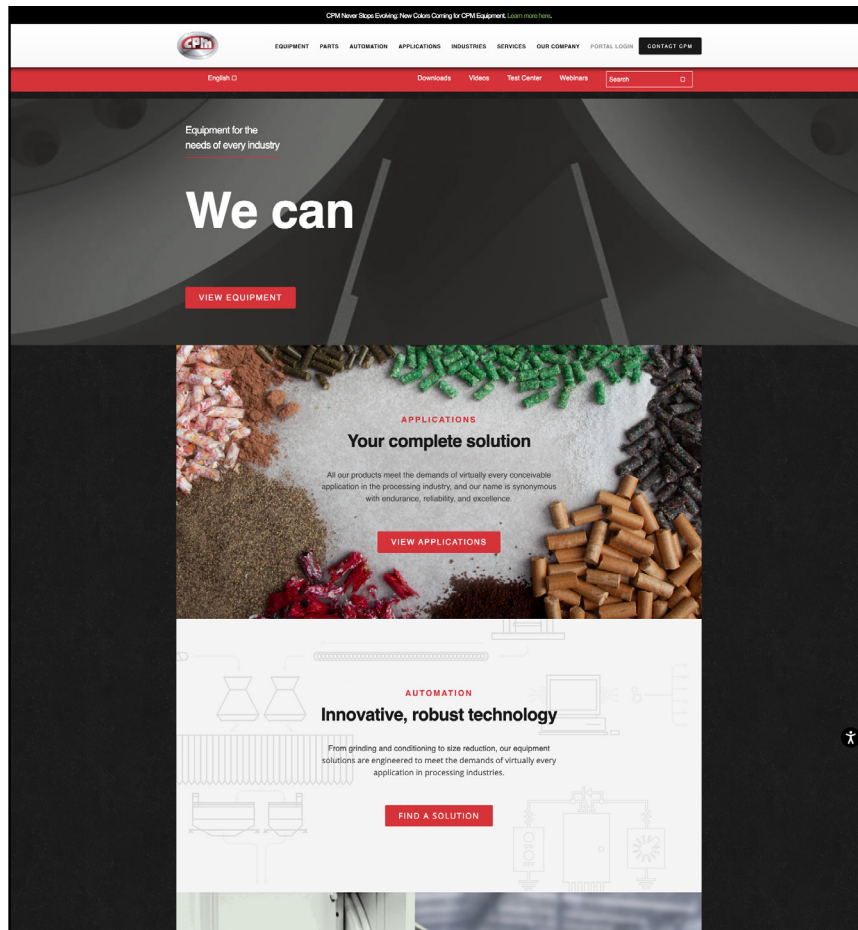 CPM Never Stops Evolving: New Colors Coming for CPM Equipment. Learn more here.
CPM
EQUIPMENT PARTS AUTOMATION APPLICATIONS INDUSTRIES SERVICES OUR COMPANY PORTAL LOGIN CONTACT CPM
English Downloads Videos Test Center Webinars Search
Equipment for the
needs of every industry
We can
VIEW EQUIPMENT
APPLICATIONS
Your complete solution
All our products meet the demands of virtually every conceivable
application in the processing industry, and our name is synonymous
with endurance, reliability, and excellence.
VIEW APPLICATIONS
AUTOMATION
Innovative, robust technology
From grinding and conditioning to size reduction, our equipment
solutions are engineered to meet the demands of virtually every
application in processing industries.
FIND A SOLUTION